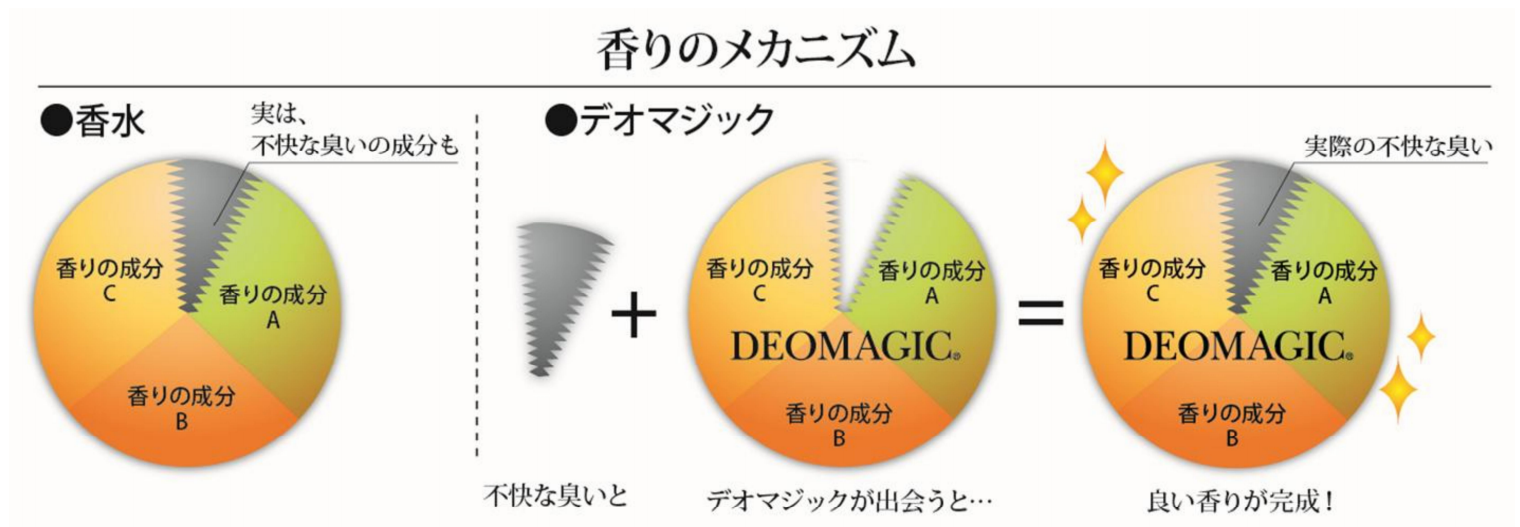 香りのメカニズム
●香水
実は、
不快な臭いの成分も
香りの成分
C
香りの成分
A
香りの成分
B
●デオマジック
不快な臭いと
+
香りの成分
C
香りの成分
A
DEOMAGIC®
香りの成分
B
デオマジックが出会うと…
=
実際の不快な臭い
香りの成分
C
香りの成分
A
DEOMAGIC®
香りの成分
B
良い香りが完成!